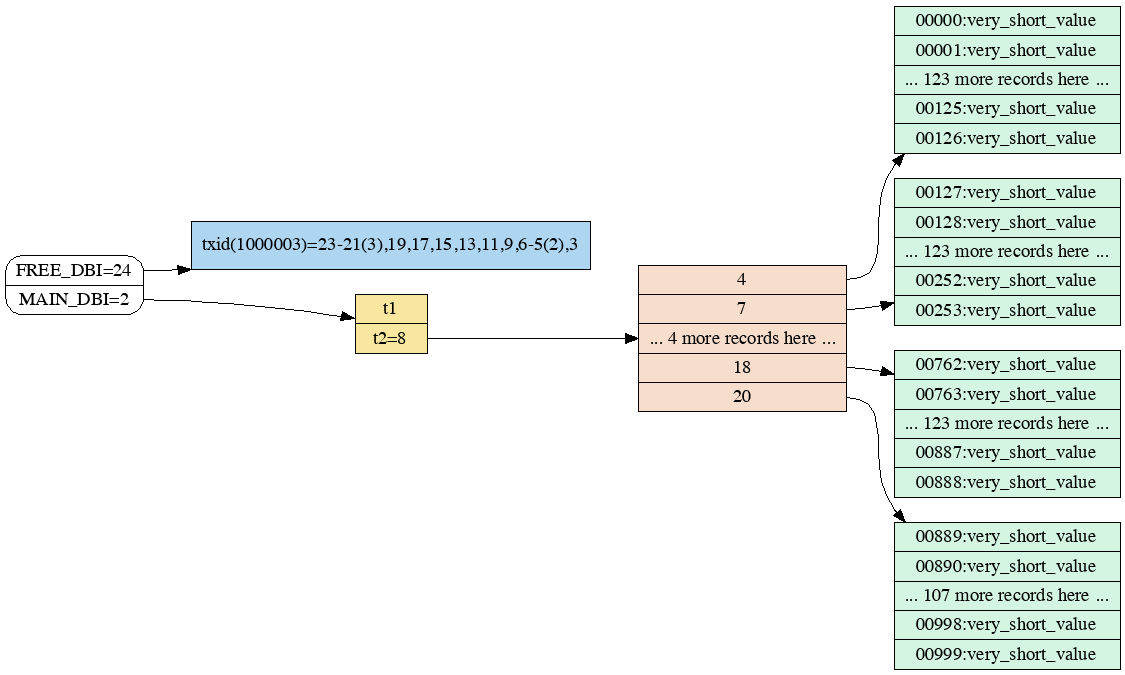 FREE_DBI=24
MAIN_DBI=2
txid(1000003)=23-21(3),19,17,15,13,11,9,6-5(2),3
t1
t2=8
4
7
... 4 more records here ...
18
20
00000:very_short_value
00001:very_short_value
... 123 more records here ...
00125:very_short_value
00126:very_short_value
00127:very_short_value
00128:very_short_value
... 123 more records here ...
00252:very_short_value
00253:very_short_value
00762:very_short_value
00763:very_short_value
... 123 more records here ...
00887:very_short_value
00888:very_short_value
00889:very_short_value
00890:very_short_value
... 107 more records here ...
00998:very_short_value
00999:very_short_value